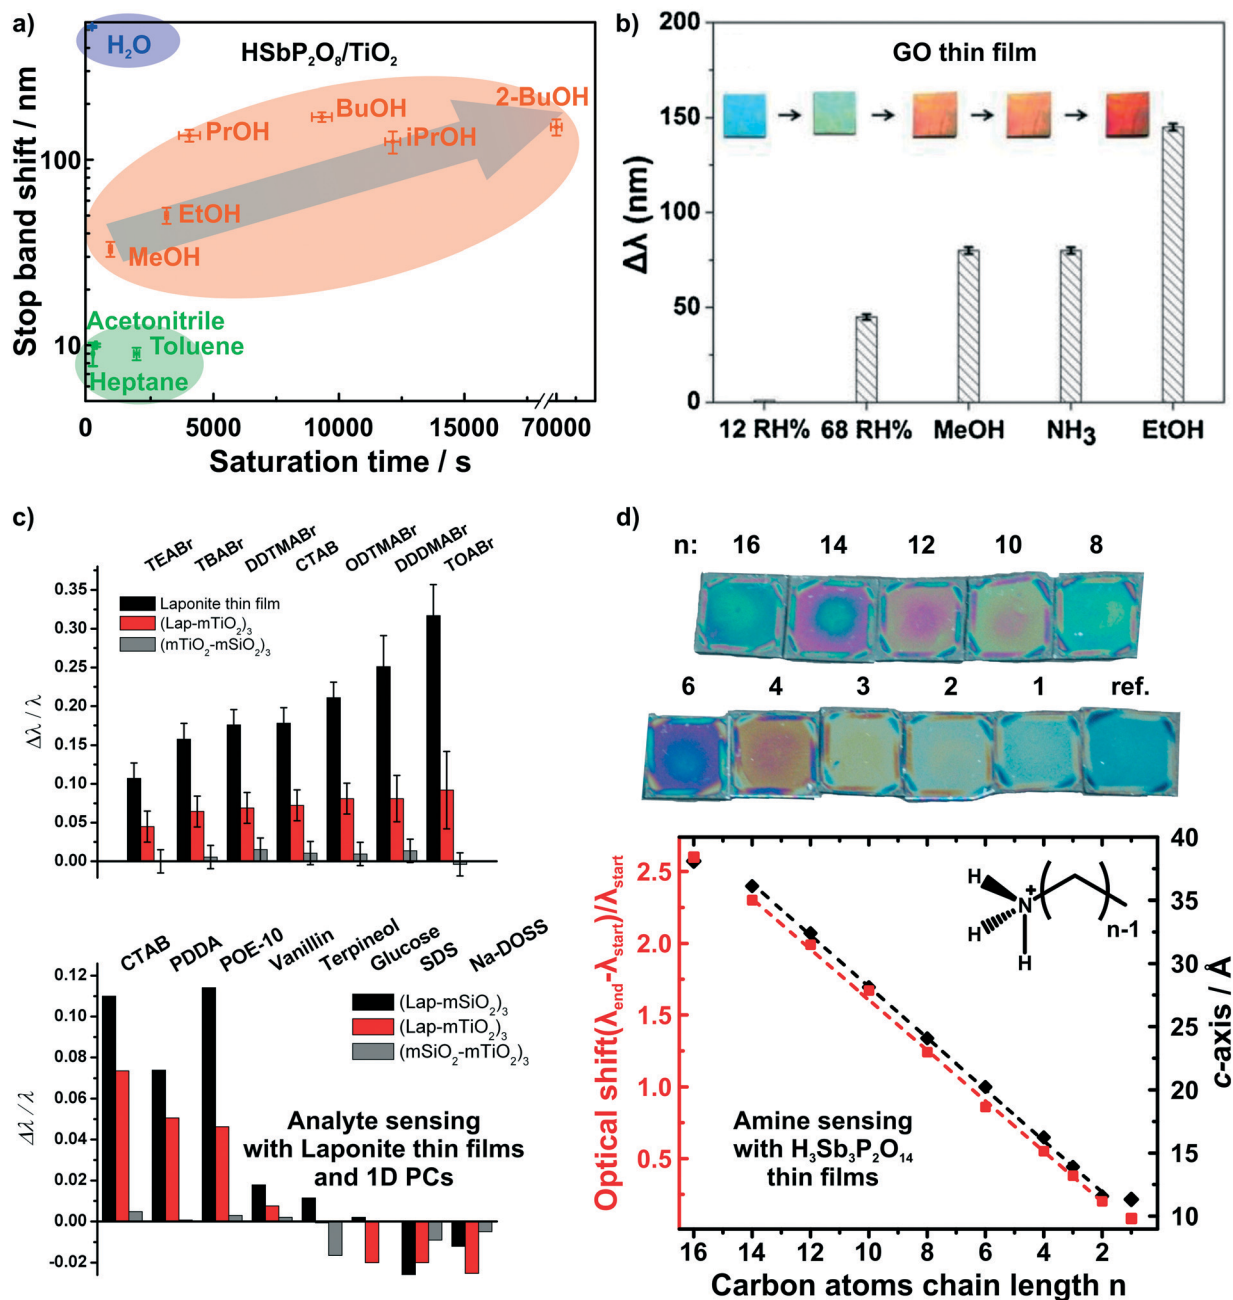 a)
HSbP₂O₈/TiO₂
H₂O
PrOH
BuOH
2-BuOH
iPrOH
EtOH
MeOH
Acetonitrile
Toluene
Heptane
Stop band shift / nm
100
10
0 5000 10000 15000 70000
Saturation time / s
b)
GO thin film
Δλ (nm)
200
150
100
50
0
12 RH% 68 RH% MeOH NH₃ EtOH
c)
TEABr TBABr DDTMABr CTAB ODTMABr DDDMABr TOABr
Laponite thin film
(Lap-mTiO₂)₃
(mTiO₂-mSiO₂)₃
Δλ / λ
0.35
0.30
0.25
0.20
0.15
0.10
0.05
0.00
CTAB PDDA POE-10 Vanillin Terpineol Glucose SDS Na-DOSS
(Lap-mSiO₂)₃
(Lap-mTiO₂)₃
(mSiO₂-mTiO₂)₃
Δλ / λ
0.12
0.10
0.08
0.06
0.04
0.02
0.00
-0.02
Analyte sensing
with Laponite thin films
and 1D PCs
d)
n: 16 14 12 10 8
6 4 3 2 1 ref.
Optical shift(λend-λstart)/λstart
2.5
2.0
1.5
1.0
0.5
H
H
N
+
H
n-1
Amine sensing
with H₃Sb₃P₂O₁₄
thin films
40
35
30
25
20
15
10
c-axis / Å
16 14 12 10 8 6 4 2
Carbon atoms chain length n